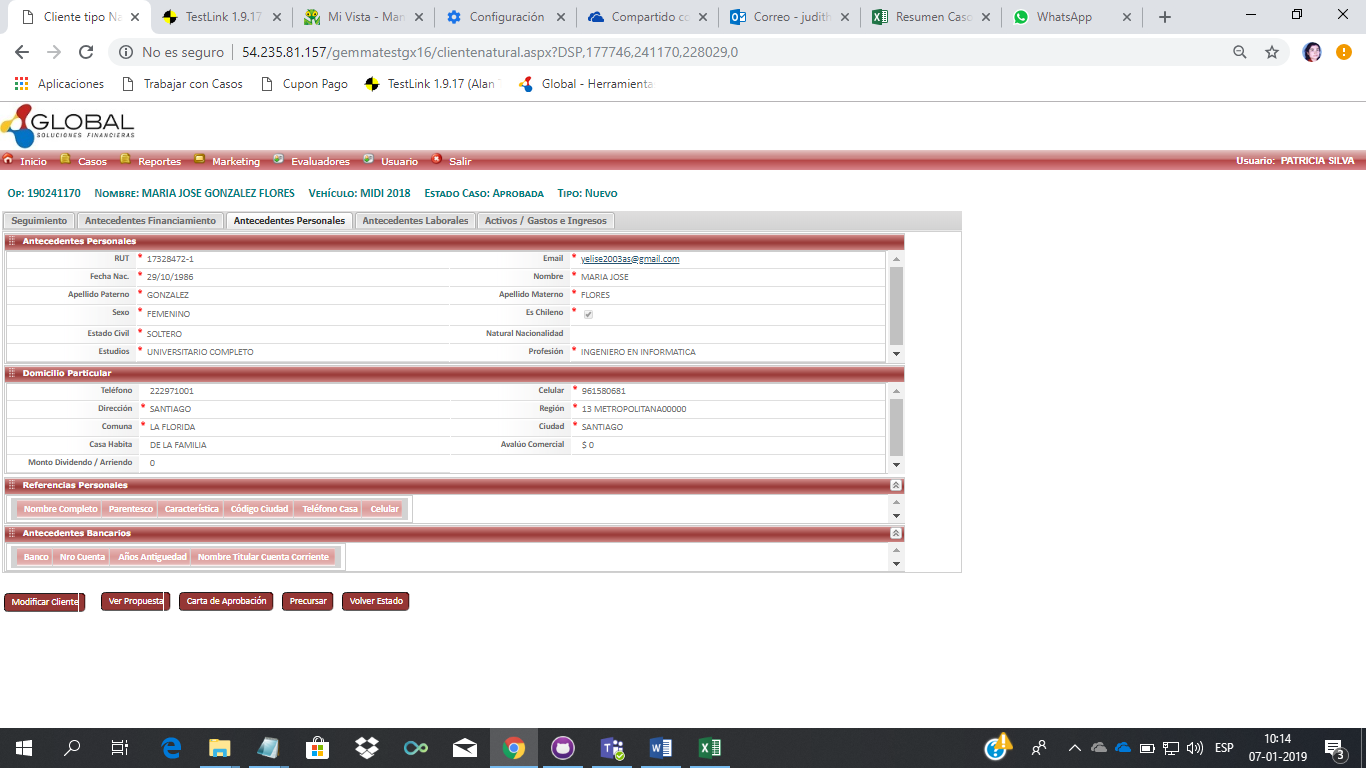 Cliente tipo Na TestLink 1.9.17 Mi Vista - Man Configuración Compartido co Correo - judith Resumen Caso WhatsApp
No es seguro 54.235.81.157/gemmatestgx16/clientenatural.aspx?DSP,177746,241170,228029,0
Aplicaciones Trabajar con Casos Cupon Pago TestLink 1.9.17 (Alan Global - Herramienta
GLOBAL
SOLUCIONES FINANCIERAS
Inicio Casos Reportes Marketing Evaluadores Usuario Salir Usuario: PATRICIA SILVA
Op: 190241170 Nombre: MARIA JOSE GONZALEZ FLORES Vehículo: MIDI 2018 Estado Caso: Aprobada Tipo: Nuevo
Seguimiento Antecedentes Financiamiento Antecedentes Personales Antecedentes Laborales Activos / Gastos e Ingresos
Antecedentes Personales
RUT * 17328472-1 Email * yelise2003as@gmail.com
Fecha Nac. * 29/10/1986 Nombre * MARIA JOSE
Apellido Paterno * GONZALEZ Apellido Materno * FLORES
Sexo * FEMENINO Es Chileno *
Estado Civil * SOLTERO Natural Nacionalidad
Estudios * UNIVERSITARIO COMPLETO Profesión * INGENIERO EN INFORMATICA
Domicilio Particular
Teléfono 222971001 Celular * 961580681
Dirección * SANTIAGO Región * 13 METROPOLITANA00000
Comuna * LA FLORIDA Ciudad * SANTIAGO
Casa Habita DE LA FAMILIA Avalúo Comercial $ 0
Monto Dividendo / Arriendo 0
Referencias Personales
Nombre Completo Parentesco Característica Código Ciudad Teléfono Casa Celular
Antecedentes Bancarios
Banco Nro Cuenta Años Antiguedad Nombre Titular Cuenta Corriente
Modificar Cliente Ver Propuesta Carta de Aprobación Precursar Volver Estado
ESP 10:14
07-01-2019 3